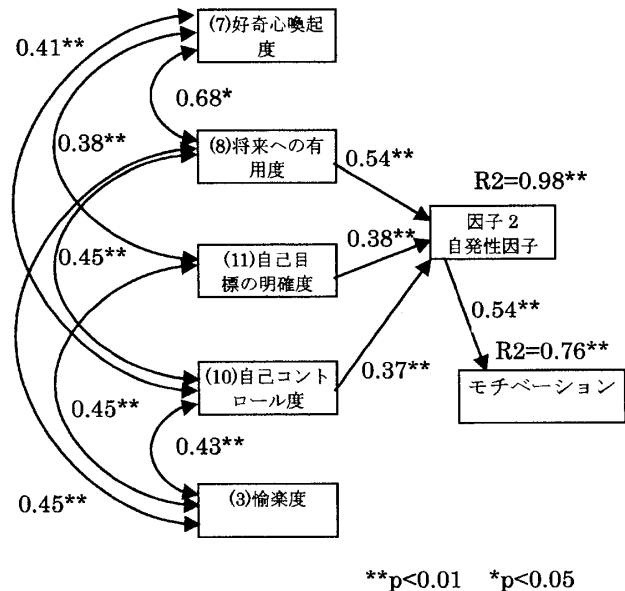 (7)好奇心喚起
度
0.41**
0.68*
0.38**
(8)将来への有
用度
0.54**
R2=0.98**
因子２
自発性因子
0.38**
0.45**
(11)自己目
標の明確度
0.54**
R2=0.76**
モチベーション
(10)自己コント
ロール度
0.37**
0.45**
0.43**
(3)愉楽度
0.45**
**p<0.01 *p<0.05